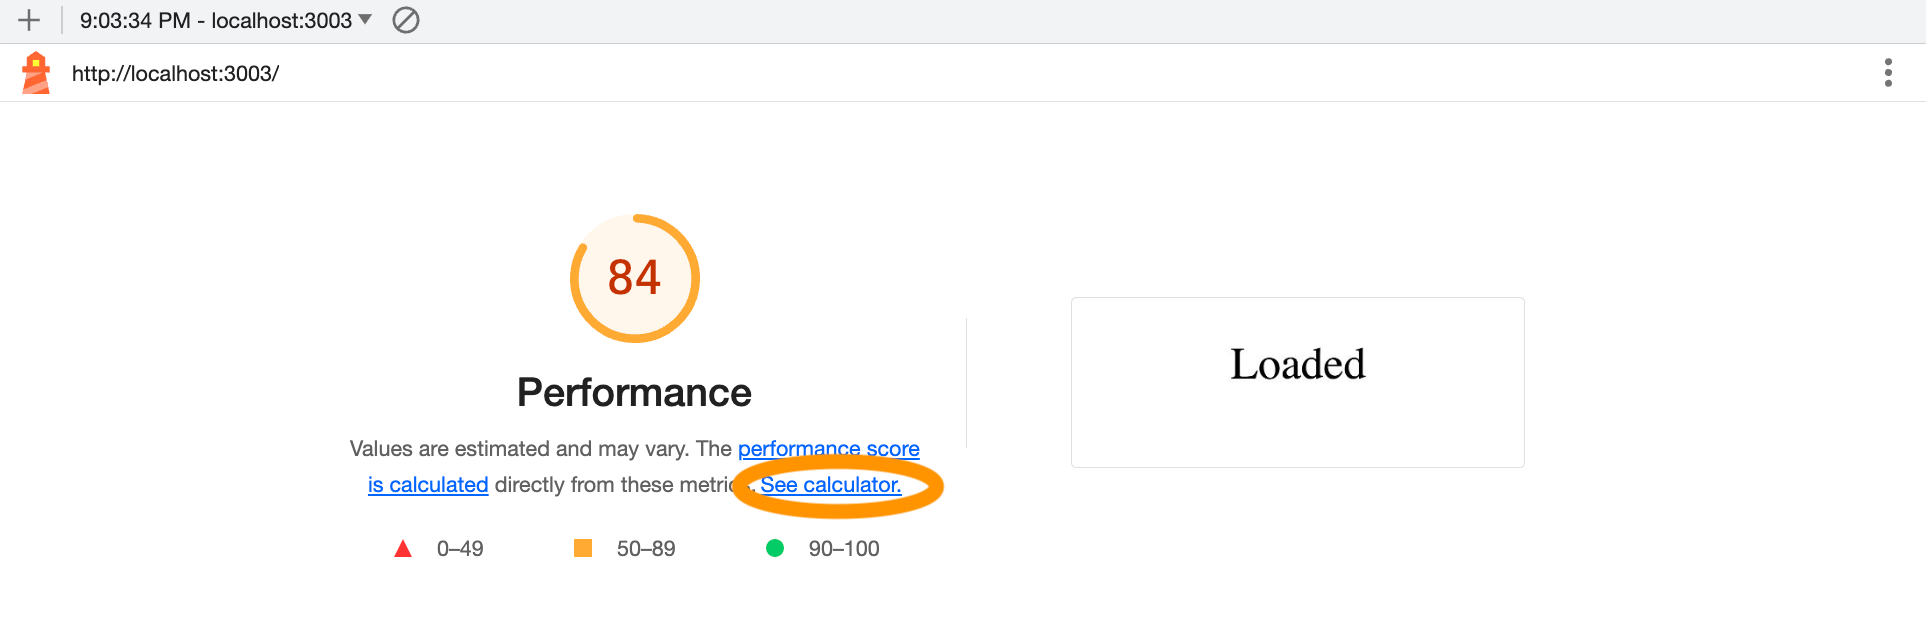 9:03:34 PM - localhost:3003
http://localhost:3003/
84
Performance
Values are estimated and may vary. The performance score
is calculated directly from these metrics. See calculator.
0–49
50–89
90–100
Loaded